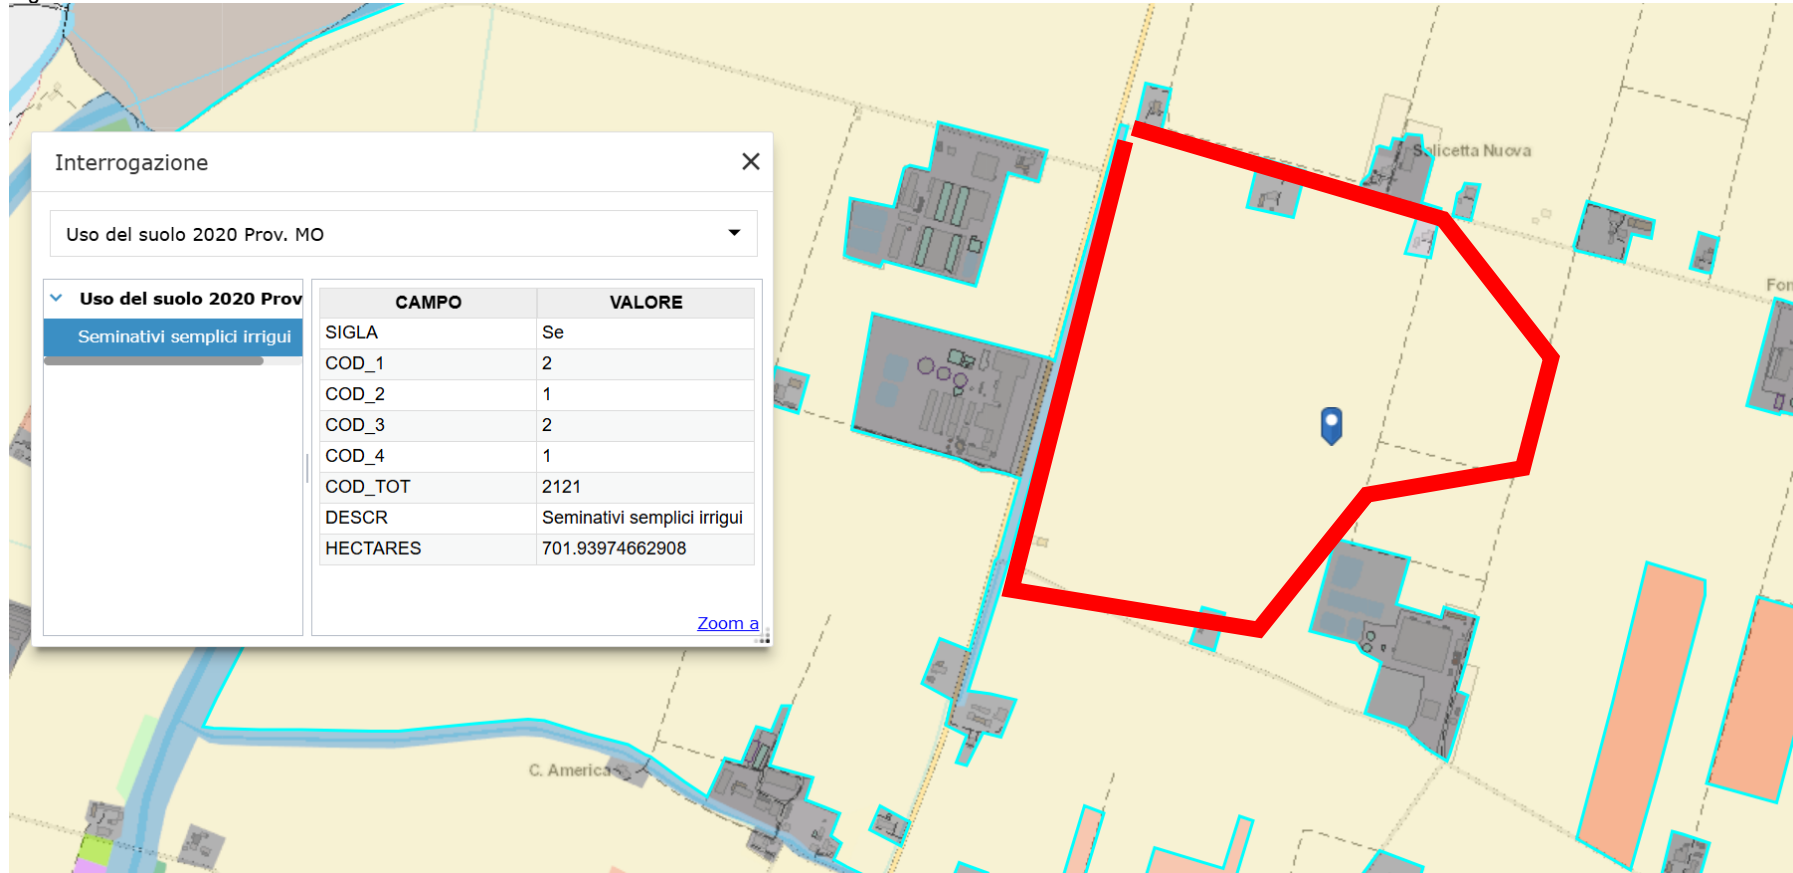 Interrogazione
Uso del suolo 2020 Prov. MO
Uso del suolo 2020 Prov
Seminativi semplici irrigui
CAMPO VALORE
SIGLA Se
COD_1 2
COD_2 1
COD_3 2
COD_4 1
COD_TOT 2121
DESCR Seminativi semplici irrigui
HECTARES 701.93974662908
Zoom a
Solicetta Nuova
Fon
C. America